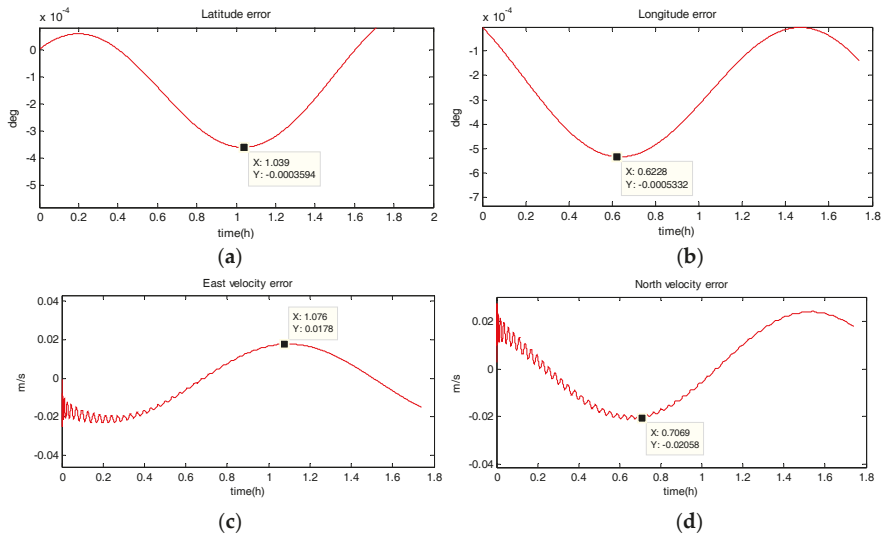 Latitude error
x 10⁻⁴
0
-1
-2
-3
-4
-5
deg
X: 1.039
Y: -0.0003594
0 0.2 0.4 0.6 0.8 1 1.2 1.4 1.6 1.8 2
time(h)
(a)
Longitude error
x 10⁻⁴
-1
-2
-3
-4
-5
-6
-7
deg
X: 0.6228
Y: -0.0005332
0 0.2 0.4 0.6 0.8 1 1.2 1.4 1.6 1.8
time(h)
(b)
East velocity error
0.04
0.02
0
-0.02
-0.04
m/s
X: 1.076
Y: 0.0178
0 0.2 0.4 0.6 0.8 1 1.2 1.4 1.6 1.8
time(h)
(c)
North velocity error
0.02
0
-0.02
-0.04
m/s
X: 0.7069
Y: -0.02058
0 0.2 0.4 0.6 0.8 1 1.2 1.4 1.6 1.8
time(h)
(d)